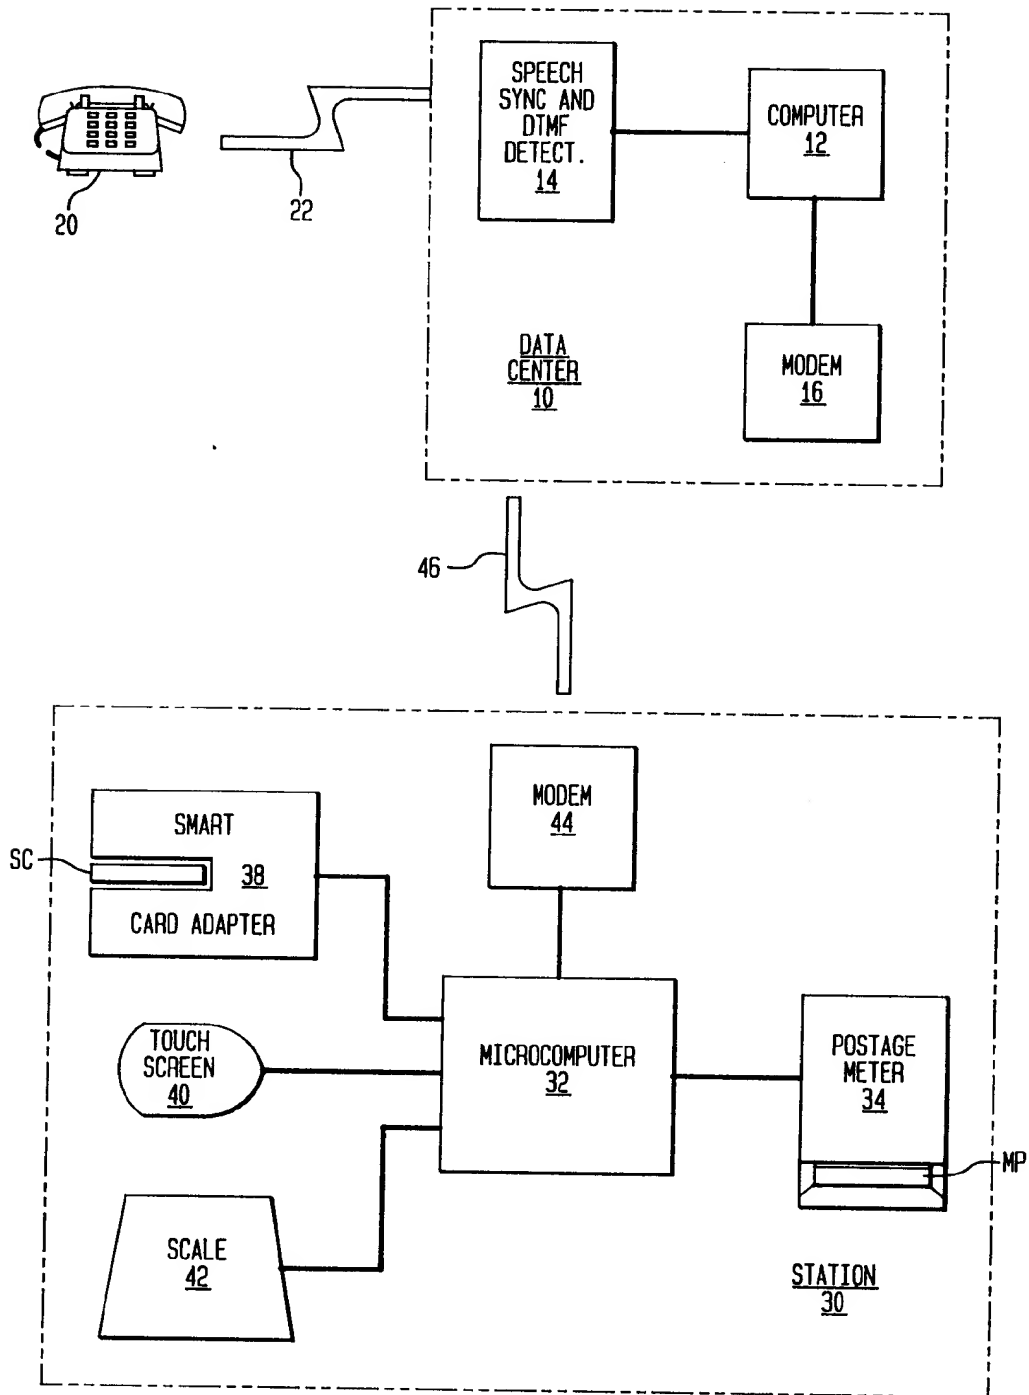 SPEECH
SYNC AND
DTMF
DETECT.
14
COMPUTER
12
20
22
DATA
CENTER
10
MODEM
16
46
SMART
38
CARD ADAPTER
SC
MODEM
44
TOUCH
SCREEN
40
MICROCOMPUTER
32
POSTAGE
METER
34
MP
SCALE
42
STATION
30